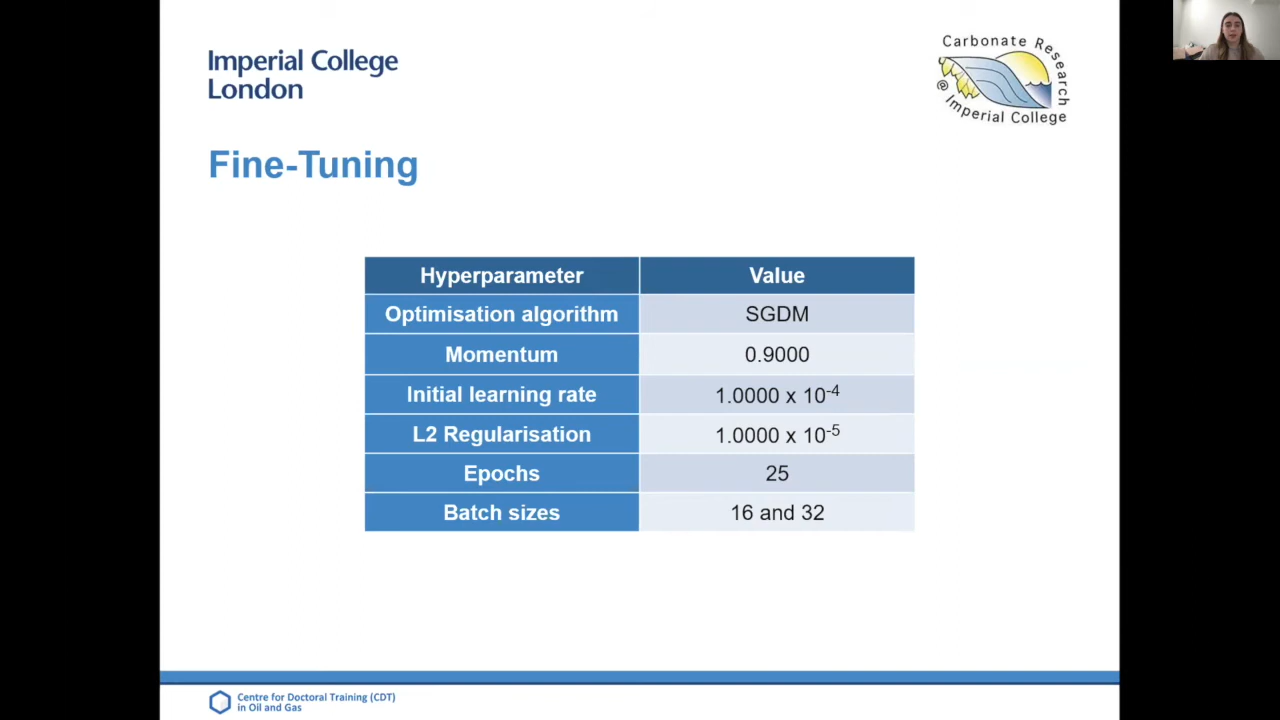 Imperial College
London
Carbonate Research
@ Imperial College
Fine-Tuning
Hyperparameter Value
Optimisation algorithm SGDM
Momentum 0.9000
Initial learning rate 1.0000 x 10⁻⁴
L2 Regularisation 1.0000 x 10⁻⁵
Epochs 25
Batch sizes 16 and 32
Centre for Doctoral Training (CDT)
in Oil and Gas